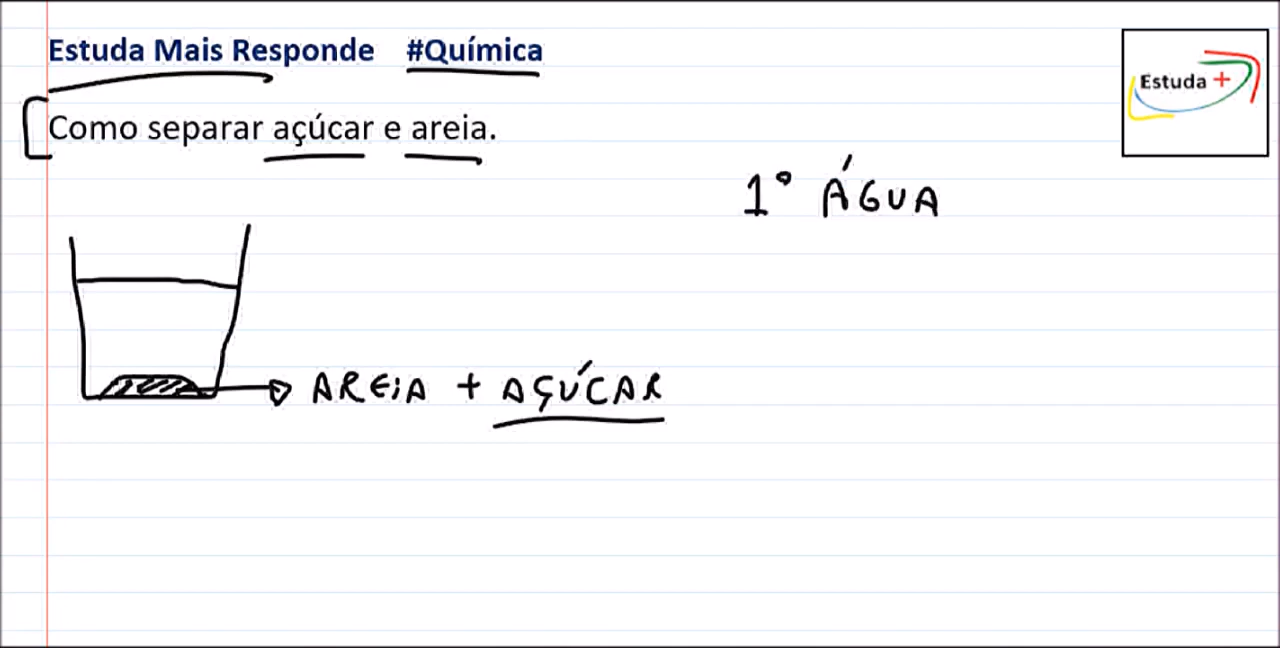 Estuda Mais Responde #Química
Estuda +
Como separar açúcar e areia.
1° ÁGUA
AREiA + AÇÚCAR